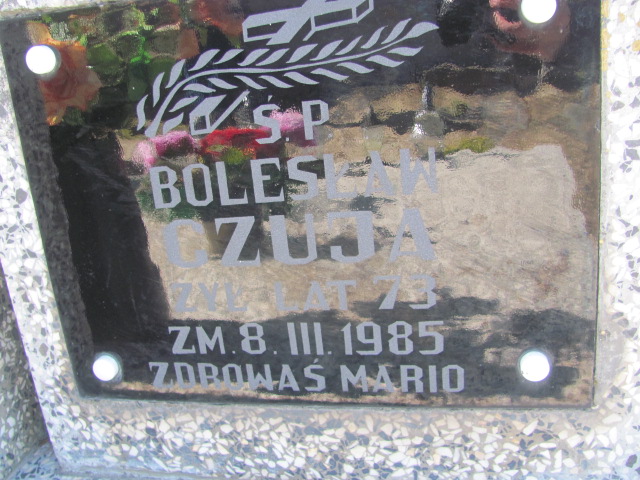 Ś P
BOLESŁAW
CZUJA
ŻYŁ LAT 73
ZM. 8. III. 1985
ZDROWAŚ MARIO